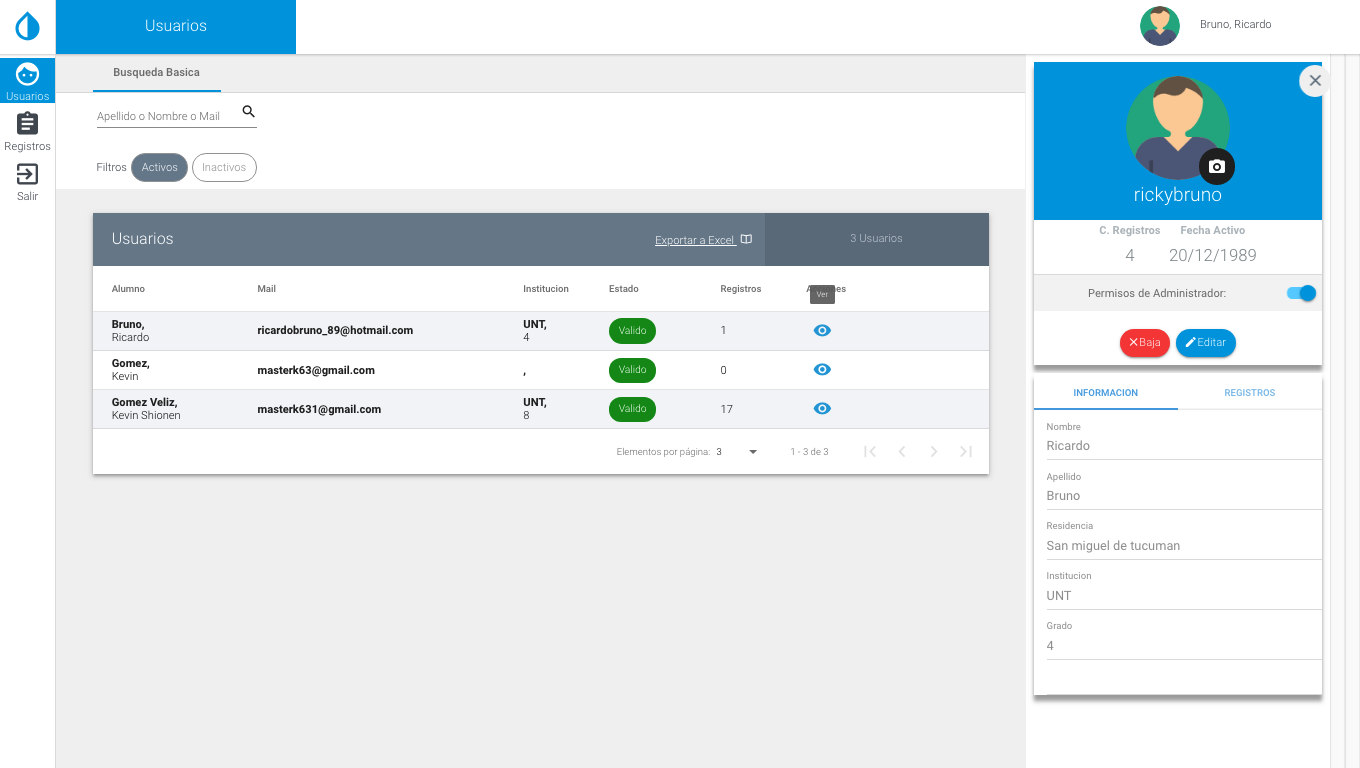 Usuarios
Bruno, Ricardo
Usuarios
Registros
Salir
Busqueda Basica
Apellido o Nombre o Mail
Filtros Activos Inactivos
Usuarios Exportar a Excel 3 Usuarios
Alumno Mail Institucion Estado Registros
Ver
Bruno,
Ricardo ricardobruno_89@hotmail.com UNT,
4 Valido 1
Gomez,
Kevin masterk63@gmail.com , Valido 0
Gomez Veliz,
Kevin Shionen masterk631@gmail.com UNT,
8 Valido 17
Elementos por página: 3 1 - 3 de 3
rickybruno
C. Registros Fecha Activo
4 20/12/1989
Permisos de Administrador:
Baja Editar
INFORMACION REGISTROS
Nombre
Ricardo
Apellido
Bruno
Residencia
San miguel de tucuman
Institucion
UNT
Grado
4